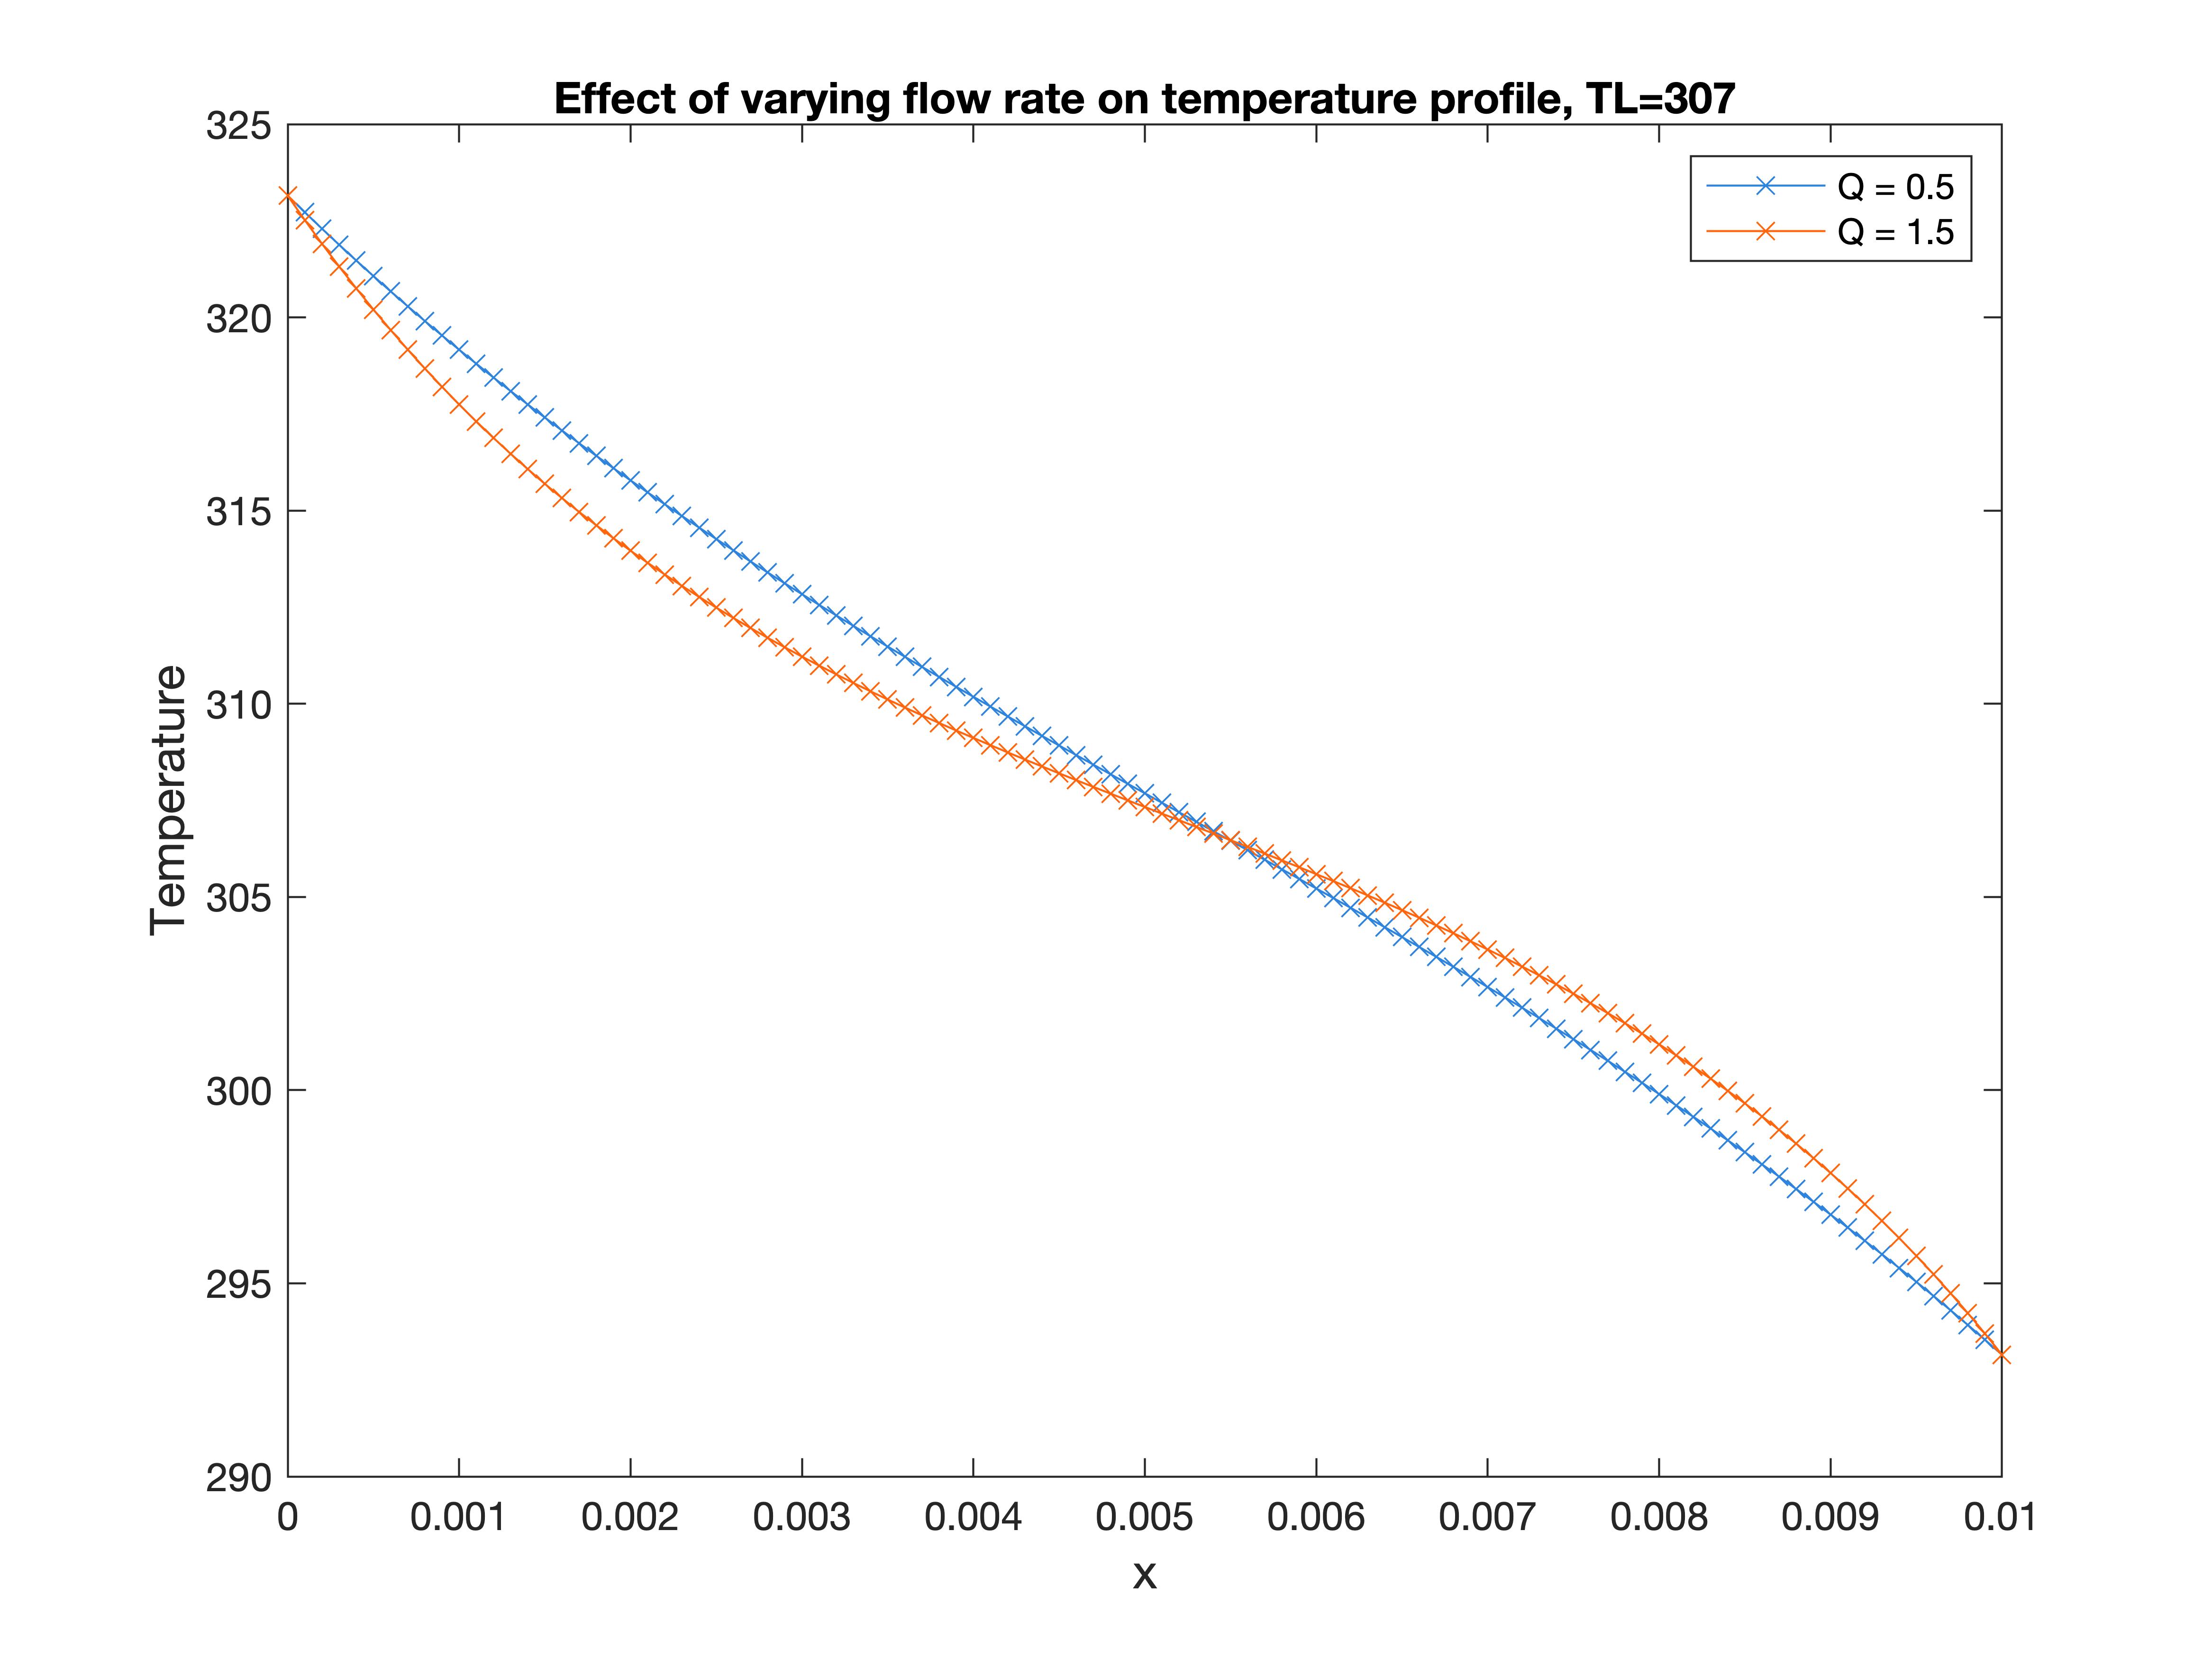 Effect of varying flow rate on temperature profile, TL=307
325
320
315
310
305
300
295
290
Temperature
Q = 0.5
Q = 1.5
0 0.001 0.002 0.003 0.004 0.005 0.006 0.007 0.008 0.009 0.01
x